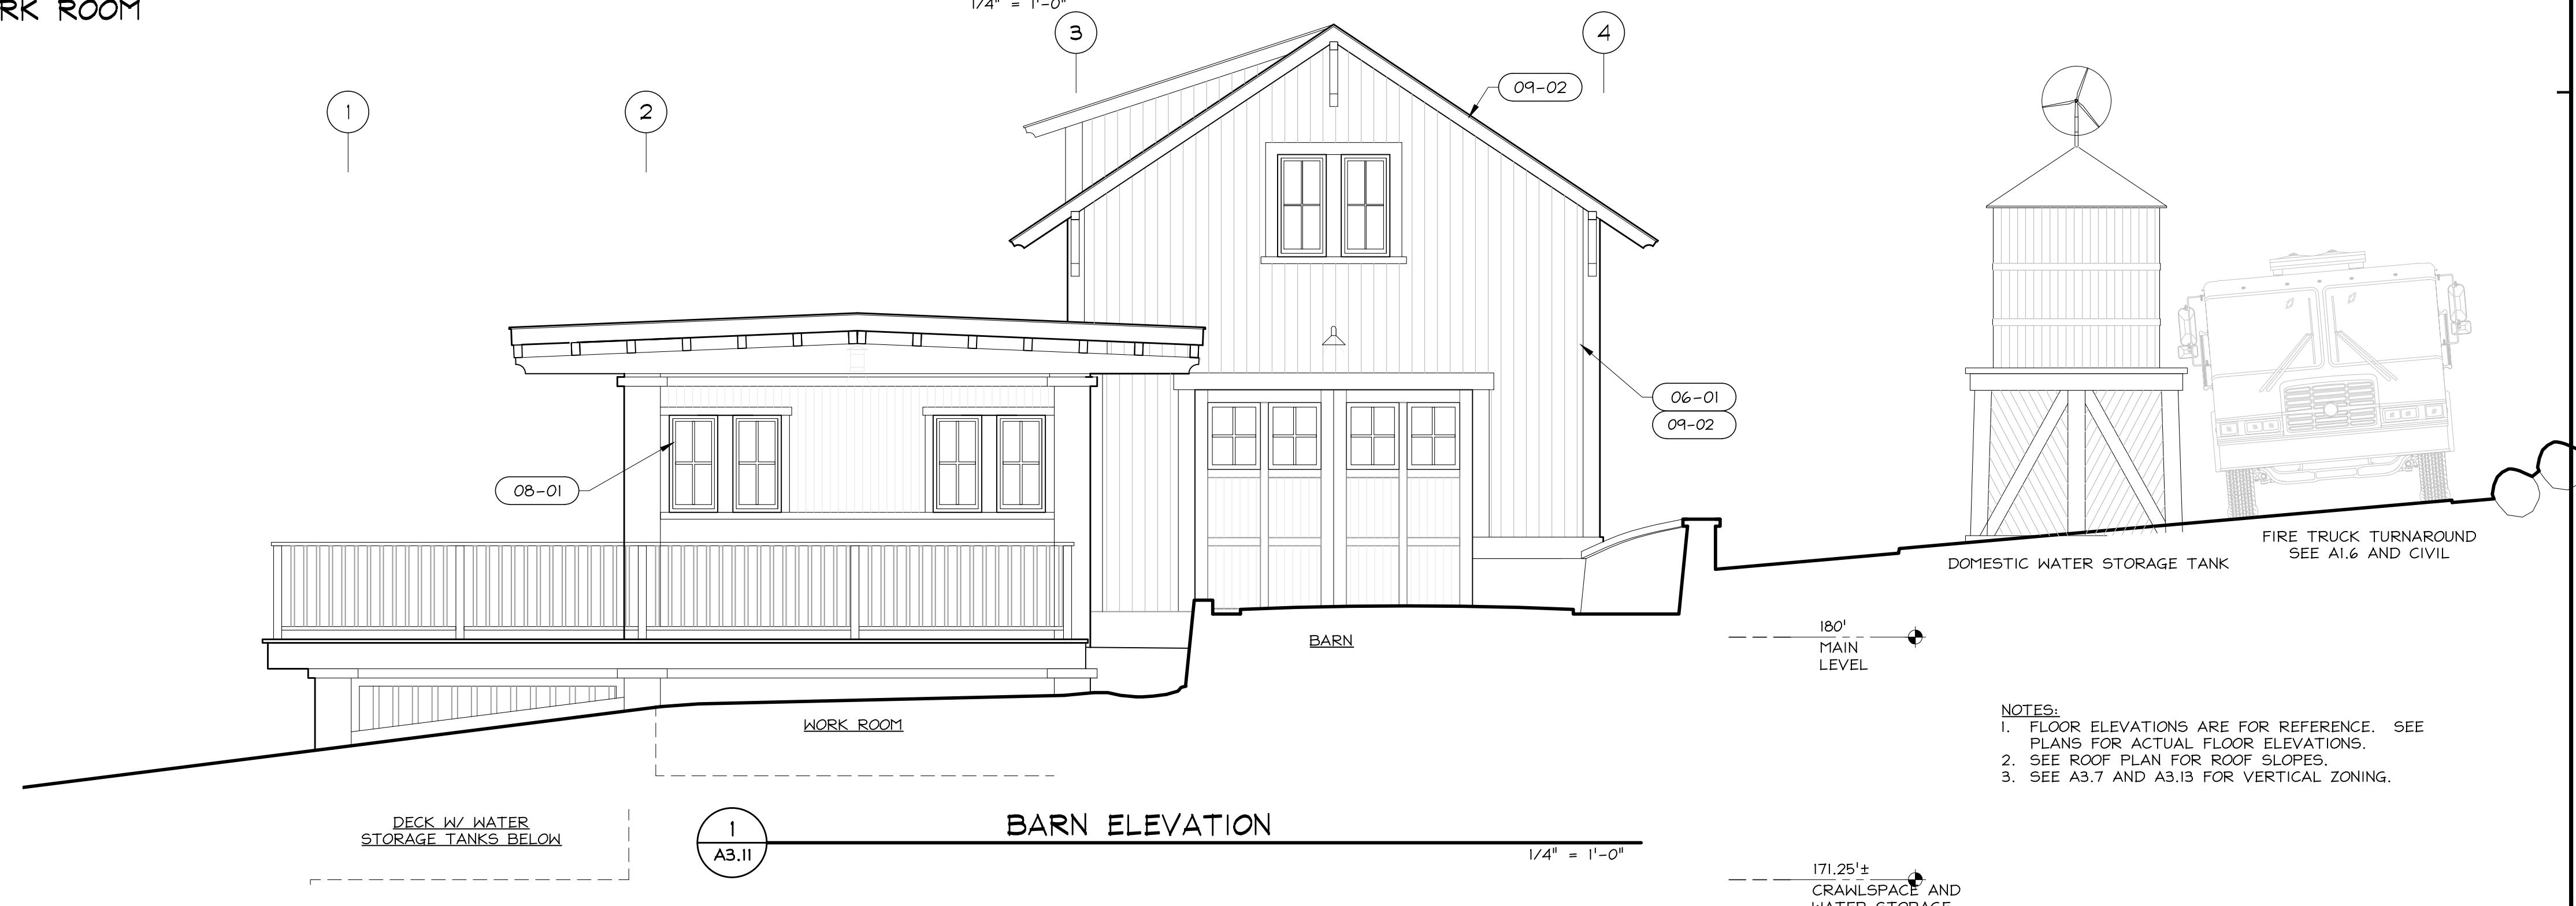 RK ROOM
1/4" = 1'-0"
3
4
1
2
09-02
06-01
09-02
08-01
FIRE TRUCK TURNAROUND
SEE A1.6 AND CIVIL
DOMESTIC WATER STORAGE TANK
BARN
180'
MAIN
LEVEL
WORK ROOM
NOTES:
1. FLOOR ELEVATIONS ARE FOR REFERENCE. SEE
PLANS FOR ACTUAL FLOOR ELEVATIONS.
2. SEE ROOF PLAN FOR ROOF SLOPES.
3. SEE A3.7 AND A3.13 FOR VERTICAL ZONING.
DECK W/ WATER
STORAGE TANKS BELOW
1
A3.11
BARN ELEVATION
1/4" = 1'-0"
171.25'±
CRAWLSPACE AND
WATER STORAGE